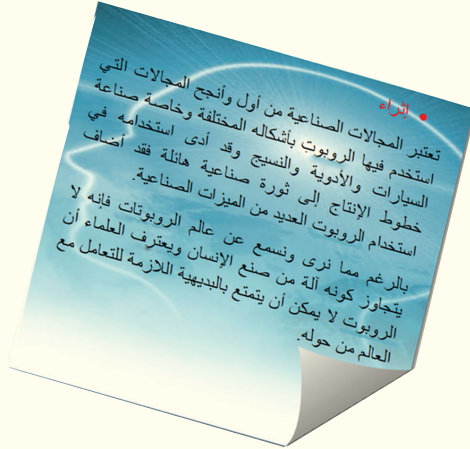 • إثراء
تعتبر المجالات الصناعية من أول وأنجح المجالات التي
استخدم فيها الروبوت بأشكاله المختلفة وخاصة صناعة
السيارات والأدوية والنسيج وقد أدى استخدامه في
خطوط الإنتاج إلى ثورة صناعية هائلة فقد أضاف
استخدام الروبوت العديد من الميزات الصناعية.
بالرغم مما نرى ونسمع عن عالم الروبوتات فإنه لا
يتجاوز كونه آلة من صنع الإنسان ويعترف العلماء أن
الروبوت لا يمكن أن يتمتع بالبديهية اللازمة للتعامل مع
العالم من حوله.